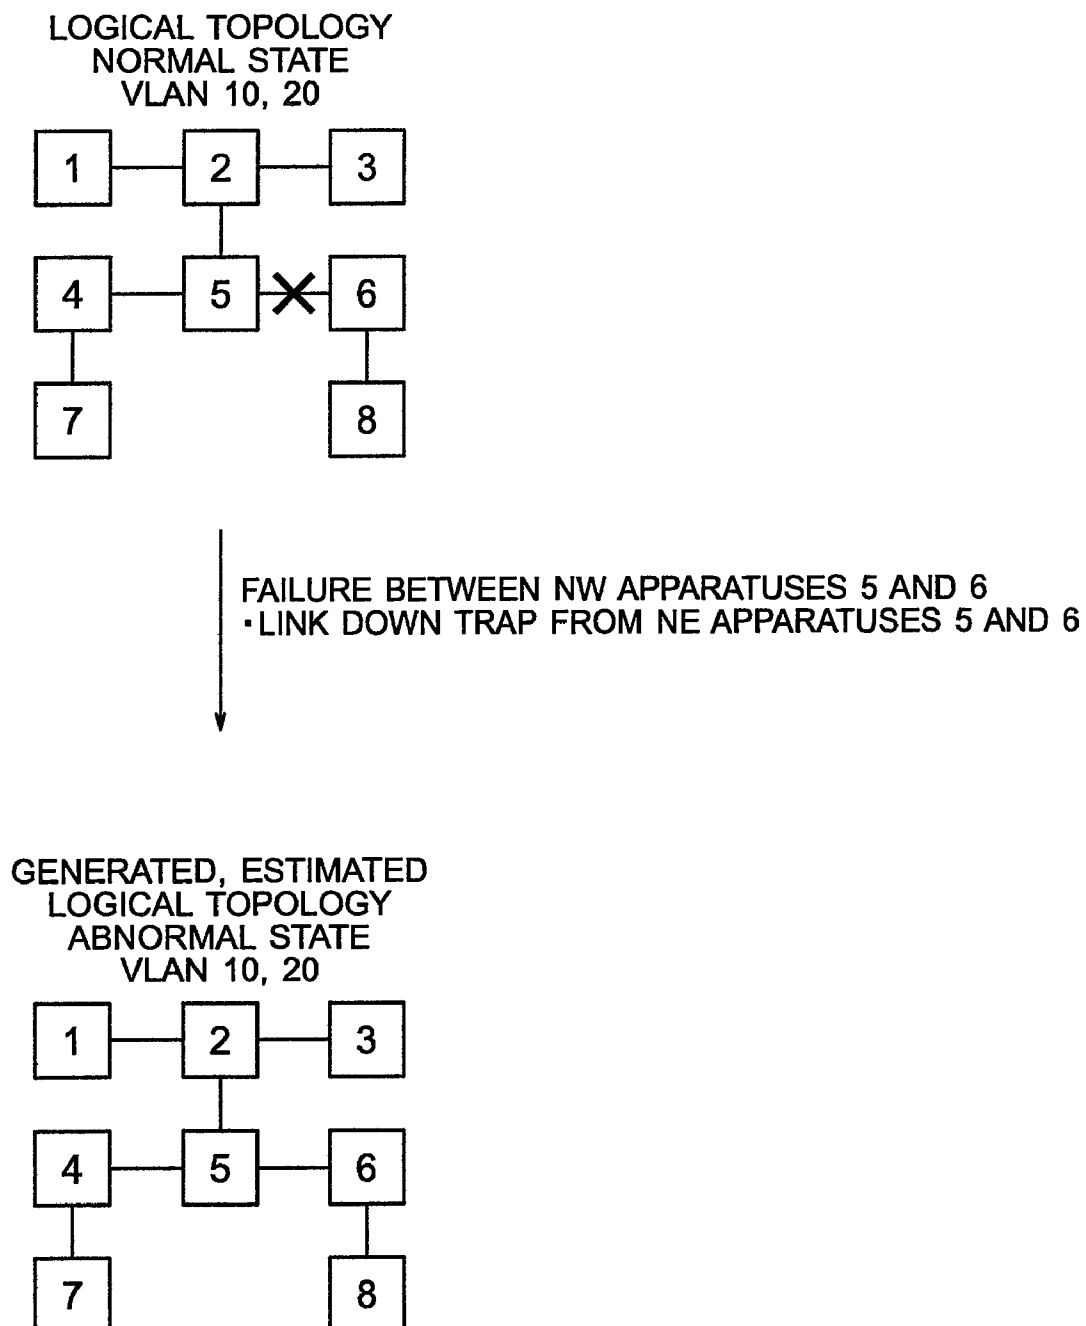 LOGICAL TOPOLOGY
NORMAL STATE
VLAN 10, 20
1 2 3
4 5 6
7 8
FAILURE BETWEEN NW APPARATUSES 5 AND 6
・LINK DOWN TRAP FROM NE APPARATUSES 5 AND 6
GENERATED, ESTIMATED
LOGICAL TOPOLOGY
ABNORMAL STATE
VLAN 10, 20
1 2 3
4 5 6
7 8